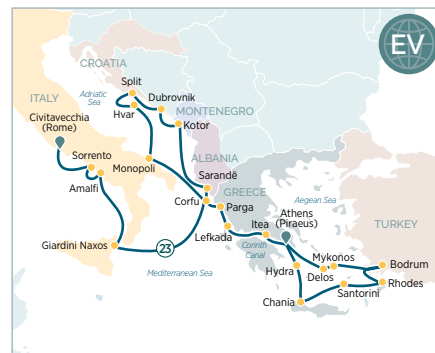 EV
CROATIA
Split
Adriatic
Sea
Dubrovnik
MONTENEGRO
Hvar
Kotor
ITALY
Civitavecchia
(Rome)
Sorrento
Monopoli
Amalfi
ALBANIA
Sarandë
GREECE
Corfu
Parga
Lefkada
Itea
Athens
(Piraeus)
Aegean Sea
TURKEY
Giardini Naxos
23
Mediterranean Sea
Corinth
Canal
Hydra
Mykonos
Delos
Bodrum
Rhodes
Santorini
Chania